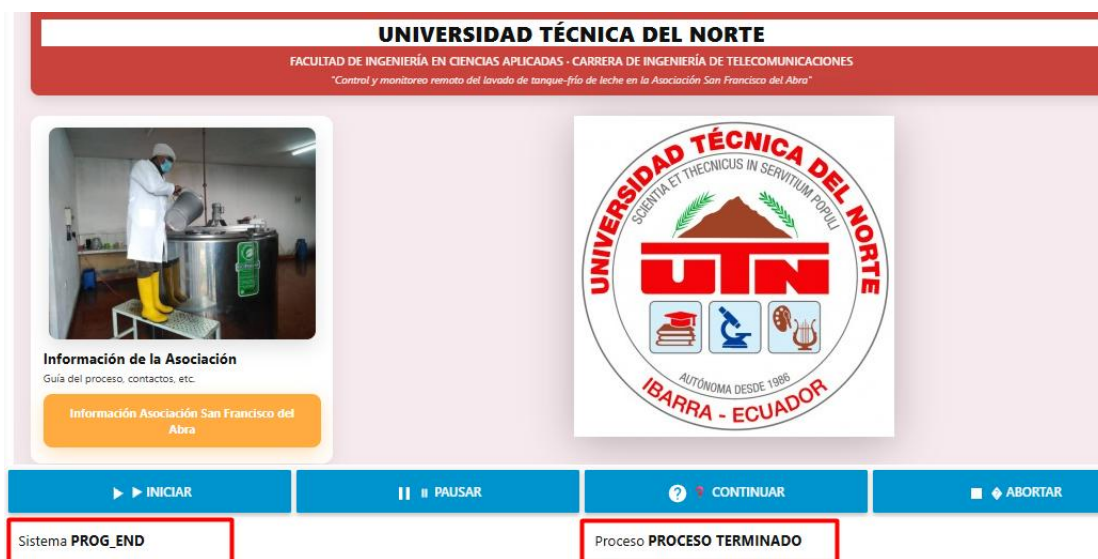 UNIVERSIDAD TÉCNICA DEL NORTE
FACULTAD DE INGENIERÍA EN CIENCIAS APLICADAS · CARRERA DE INGENIERÍA DE TELECOMUNICACIONES
"Control y monitoreo remoto del lavado de tanque-frío de leche en la Asociación San Francisco del Abra"
UNIVERSIDAD TÉCNICA DEL NORTE
SCIENTIA ET THECNICUS IN SERVITIUM POPULI
UTN
AUTÓNOMA DESDE 1986
IBARRA - ECUADOR
Información de la Asociación
Guía del proceso, contactos, etc.
Información Asociación San Francisco del
Abra
INICIAR
PAUSAR
CONTINUAR
ABORTAR
Sistema PROG_END
Proceso PROCESO TERMINADO